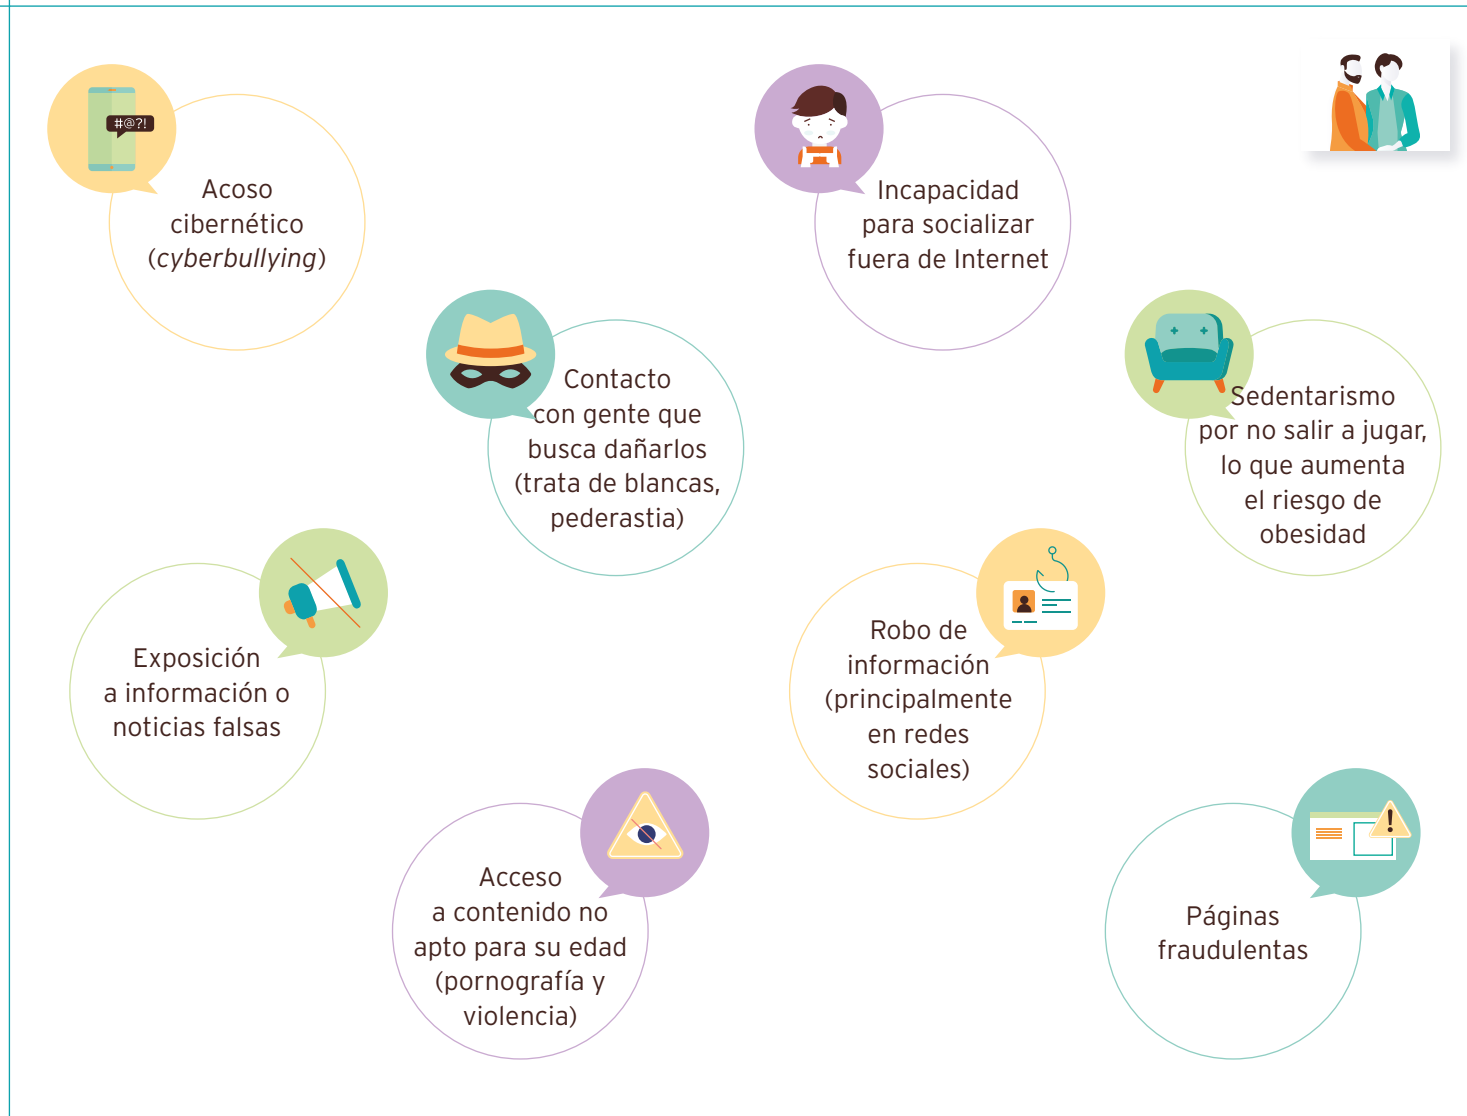 #@?!
Acoso
cibernético
(cyberbullying)
Incapacidad
para socializar
fuera de Internet
Contacto
con gente que
busca dañarlos
(trata de blancas,
pederastia)
Sedentarismo
por no salir a jugar,
lo que aumenta
el riesgo de
obesidad
Exposición
a información o
noticias falsas
Robo de
información
(principalmente
en redes
sociales)
Acceso
a contenido no
apto para su edad
(pornografía y
violencia)
!
Páginas
fraudulentas